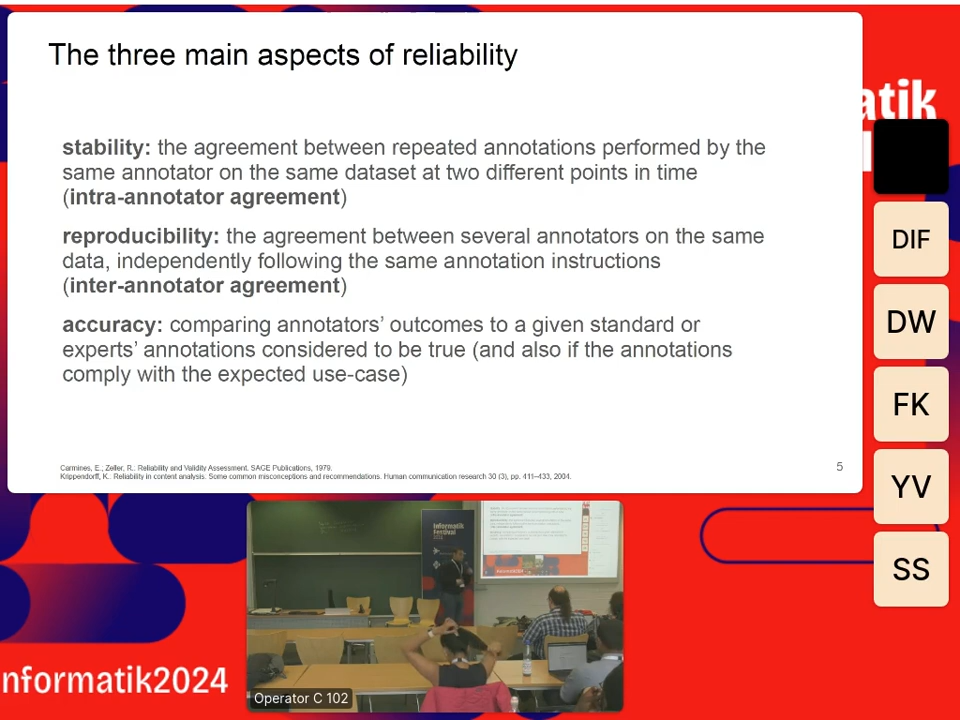 The three main aspects of reliability
stability: the agreement between repeated annotations performed by the
same annotator on the same dataset at two different points in time
(intra-annotator agreement)
reproducibility: the agreement between several annotators on the same
data, independently following the same annotation instructions
(inter-annotator agreement)
accuracy: comparing annotators’ outcomes to a given standard or
experts’ annotations considered to be true (and also if the annotations
comply with the expected use-case)
Carmines, E.; Zeller, R.: Reliability and Validity Assessment. SAGE Publications, 1979.
Krippendorff, K.: Reliability in content analysis. Some common misconceptions and recommendations. Human communication research 30 (3), pp. 411–433, 2004.
5
atik
DIF
DW
FK
YV
SS
Informatik
Festival
2024
nformatik2024
Operator C 102